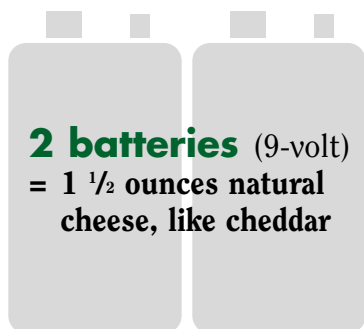 2 batteries (9-volt)
= 1 ½ ounces natural
cheese, like cheddar